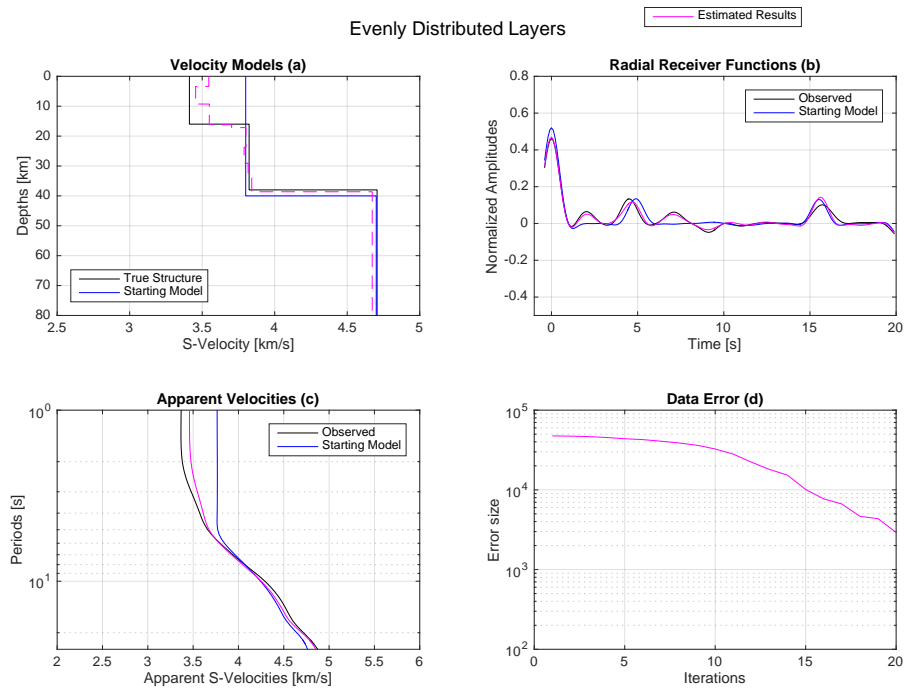 Estimated Results
Evenly Distributed Layers
Velocity Models (a)
0
10
20
30
40
50
60
70
80
Depths [km]
True Structure
Starting Model
2.5 3 3.5 4 4.5 5
S-Velocity [km/s]
Radial Receiver Functions (b)
0.8
0.6
0.4
0.2
0
-0.2
-0.4
Normalized Amplitudes
Observed
Starting Model
0 5 10 15 20
Time [s]
Apparent Velocities (c)
10^0
10^1
Periods [s]
Observed
Starting Model
2 2.5 3 3.5 4 4.5 5 5.5 6
Apparent S-Velocities [km/s]
Data Error (d)
10^5
10^4
10^3
10^2
Error size
0 5 10 15 20
Iterations